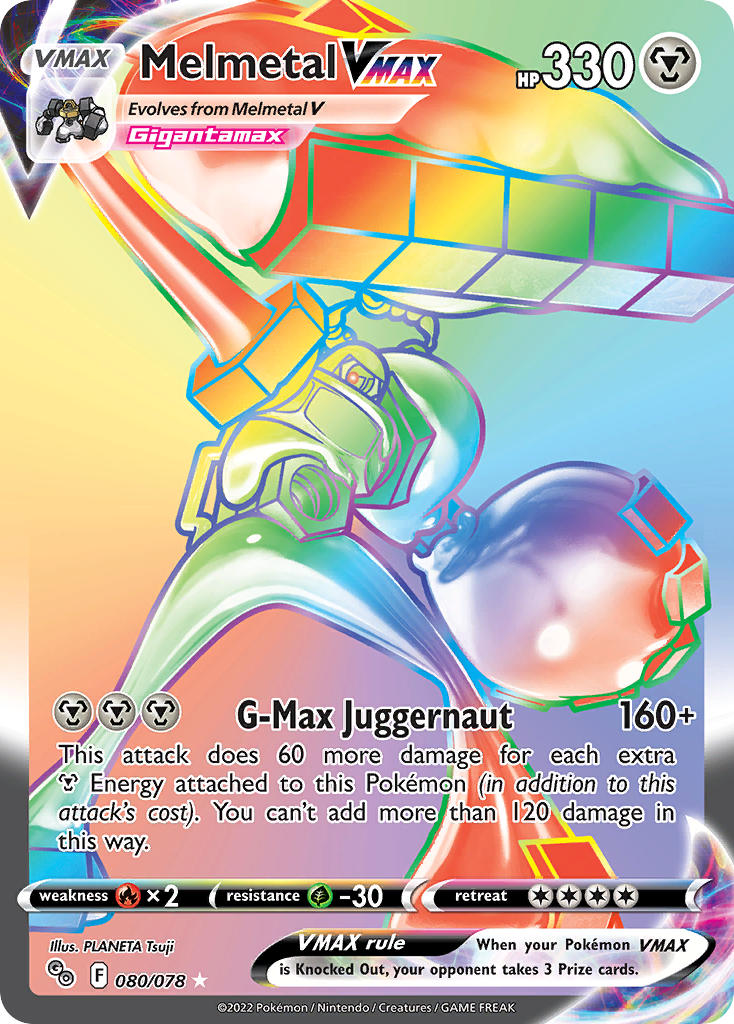 VMAX
Melmetal VMAX
HP 330
Evolves from Melmetal V
Gigantamax
G-Max Juggernaut 160+
This attack does 60 more damage for each extra
Energy attached to this Pokémon (in addition to this
attack's cost). You can't add more than 120 damage in
this way.
weakness ×2 resistance -30 retreat
Illus. PLANETA Tsuji
VMAX rule When your Pokémon VMAX
is Knocked Out, your opponent takes 3 Prize cards.
GO F 080/078
©2022 Pokémon / Nintendo / Creatures / GAME FREAK